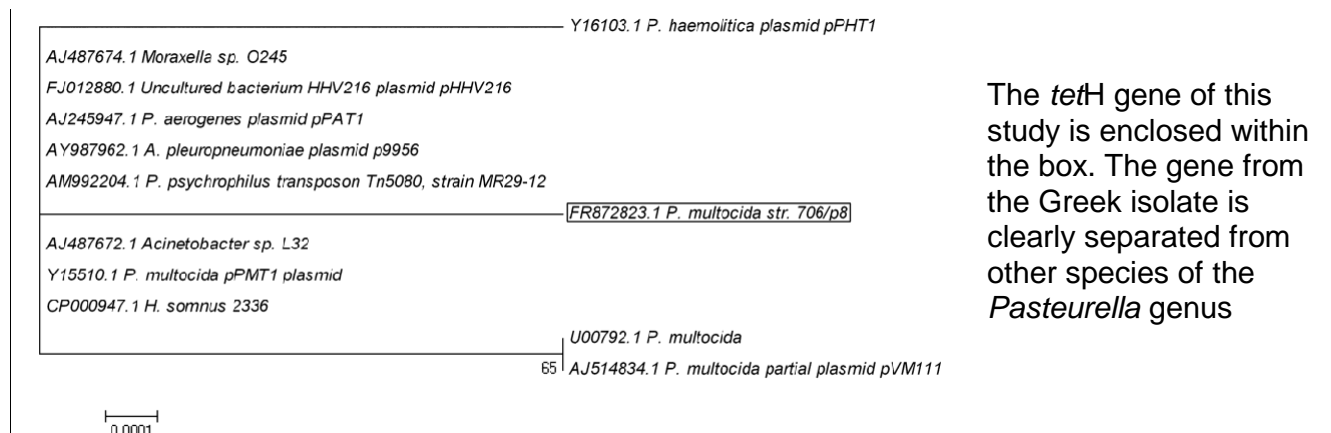 Y16103.1 P. haemolitica plasmid pPHT1
AJ487674.1 Moraxella sp. O245
FJ012880.1 Uncultured bacterium HHV216 plasmid pHHV216
AJ245947.1 P. aerogenes plasmid pPAT1
AY987962.1 A. pleuropneumoniae plasmid p9956
AM992204.1 P. psychrophilus transposon Tn5080, strain MR29-12
FR872823.1 P. multocida str. 706/p8
AJ487672.1 Acinetobacter sp. L32
Y15510.1 P. multocida pPMT1 plasmid
CP000947.1 H. somnus 2336
U00792.1 P. multocida
65 AJ514834.1 P. multocida partial plasmid pVM111
0.0001
The tetH gene of this
study is enclosed within
the box. The gene from
the Greek isolate is
clearly separated from
other species of the
Pasteurella genus